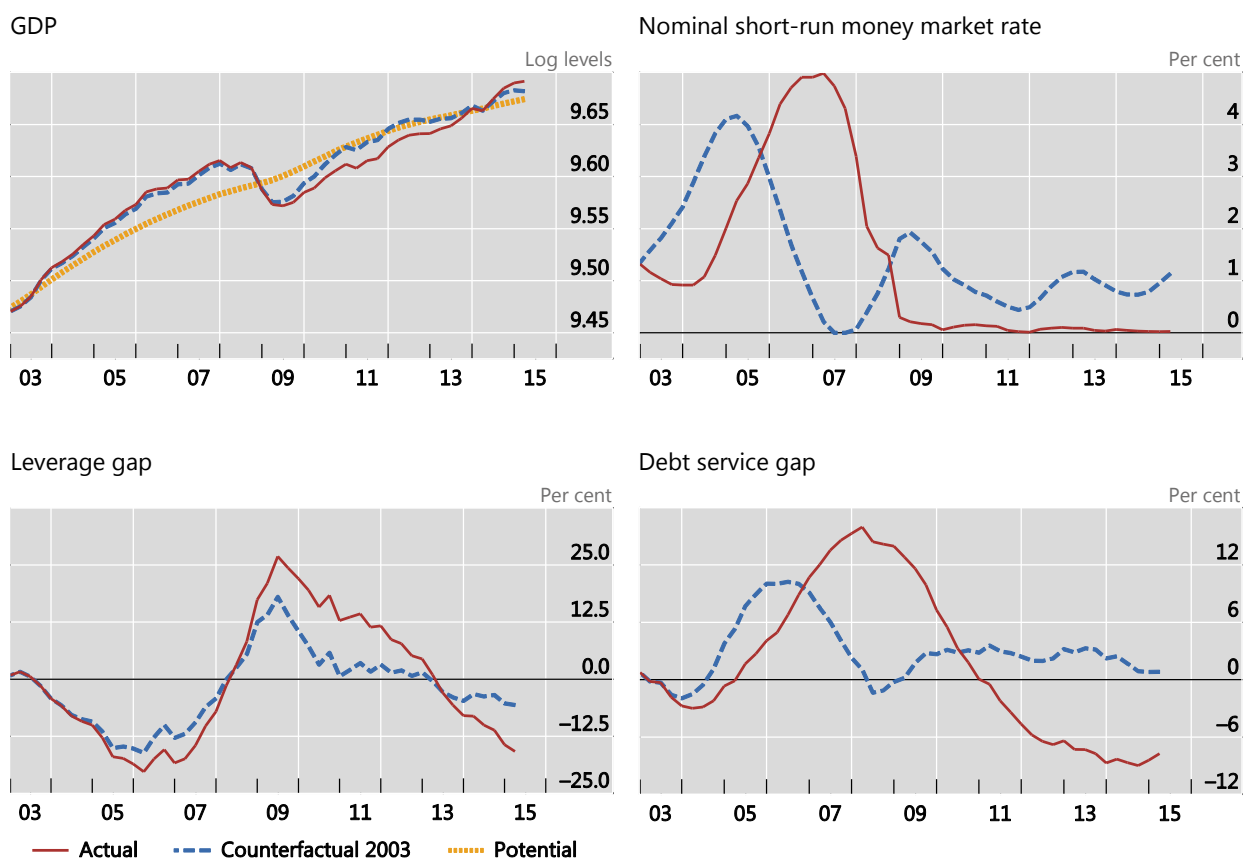 GDP
Log levels
9.65
9.60
9.55
9.50
9.45
03 05 07 09 11 13 15
Nominal short-run money market rate
Per cent
4
3
2
1
0
03 05 07 09 11 13 15
Leverage gap
Per cent
25.0
12.5
0.0
–12.5
–25.0
03 05 07 09 11 13 15
Debt service gap
Per cent
12
6
0
–6
–12
03 05 07 09 11 13 15
Actual Counterfactual 2003 Potential